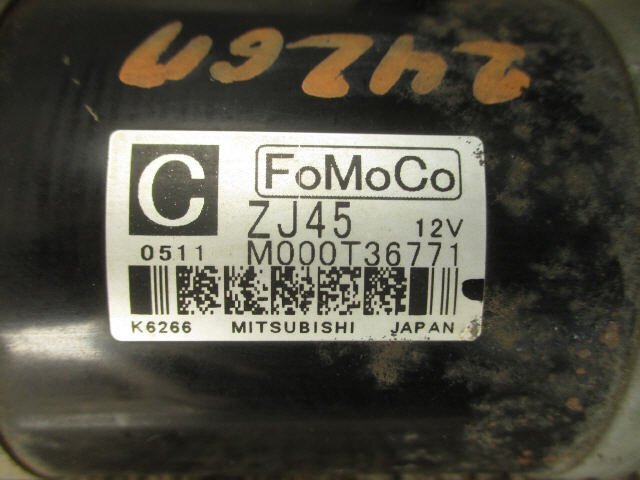 C
FoMoCo
ZJ45 12V
0511 M000T36771
K6266 MITSUBISHI JAPAN